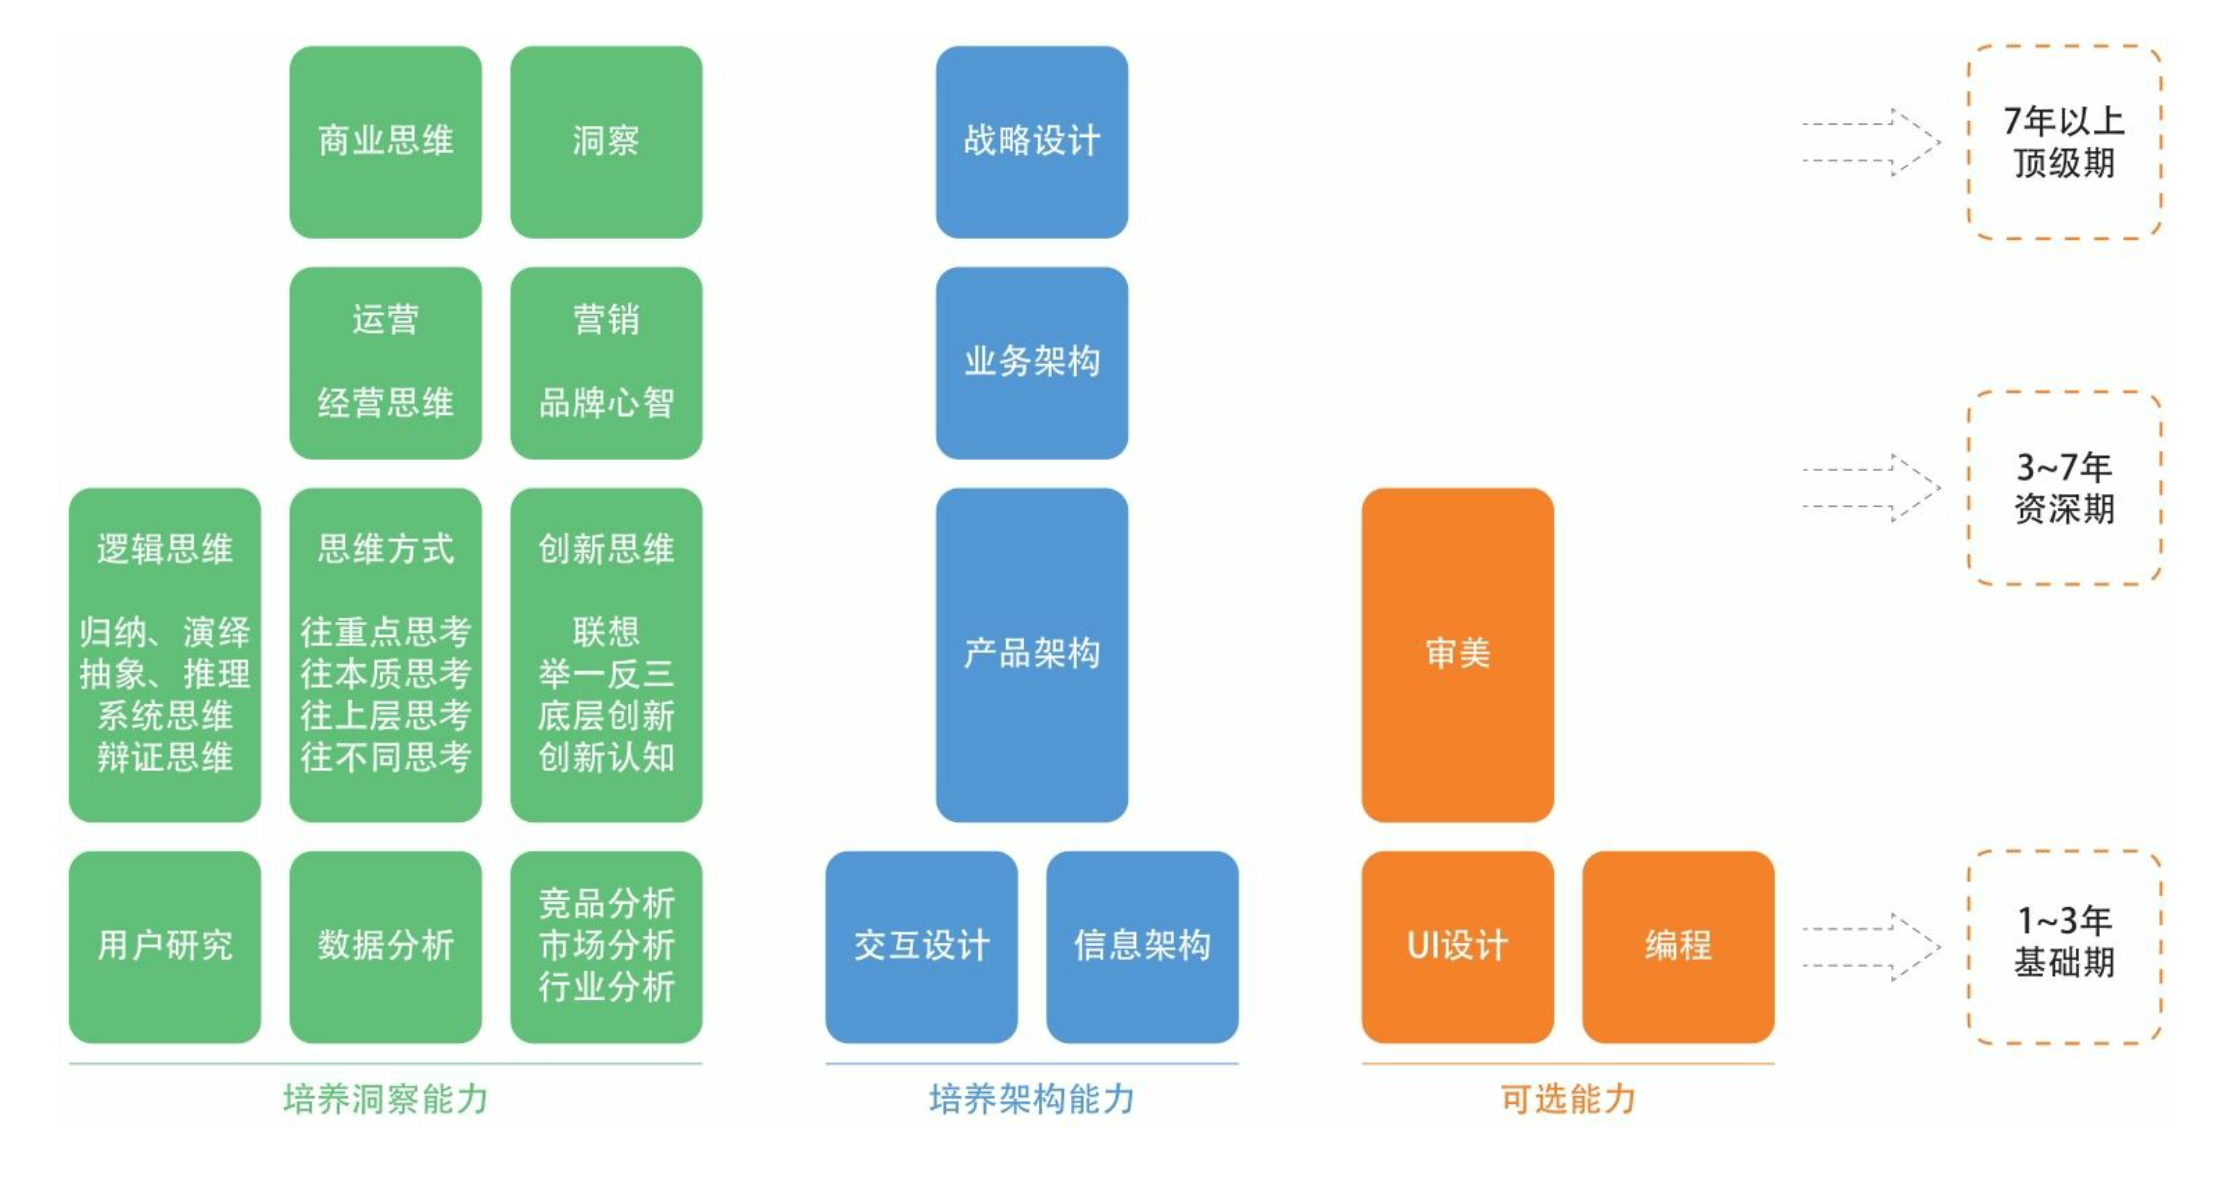 商业思维
洞察
战略设计
7年以上
顶级期
运营
经营思维
营销
品牌心智
业务架构
3~7年
资深期
逻辑思维
归纳、演绎
抽象、推理
系统思维
辩证思维
思维方式
往重点思考
往本质思考
往上层思考
往不同思考
创新思维
联想
举一反三
底层创新
创新认知
产品架构
审美
用户研究
数据分析
竞品分析
市场分析
行业分析
交互设计
信息架构
UI设计
编程
1~3年
基础期
培养洞察能力
培养架构能力
可选能力